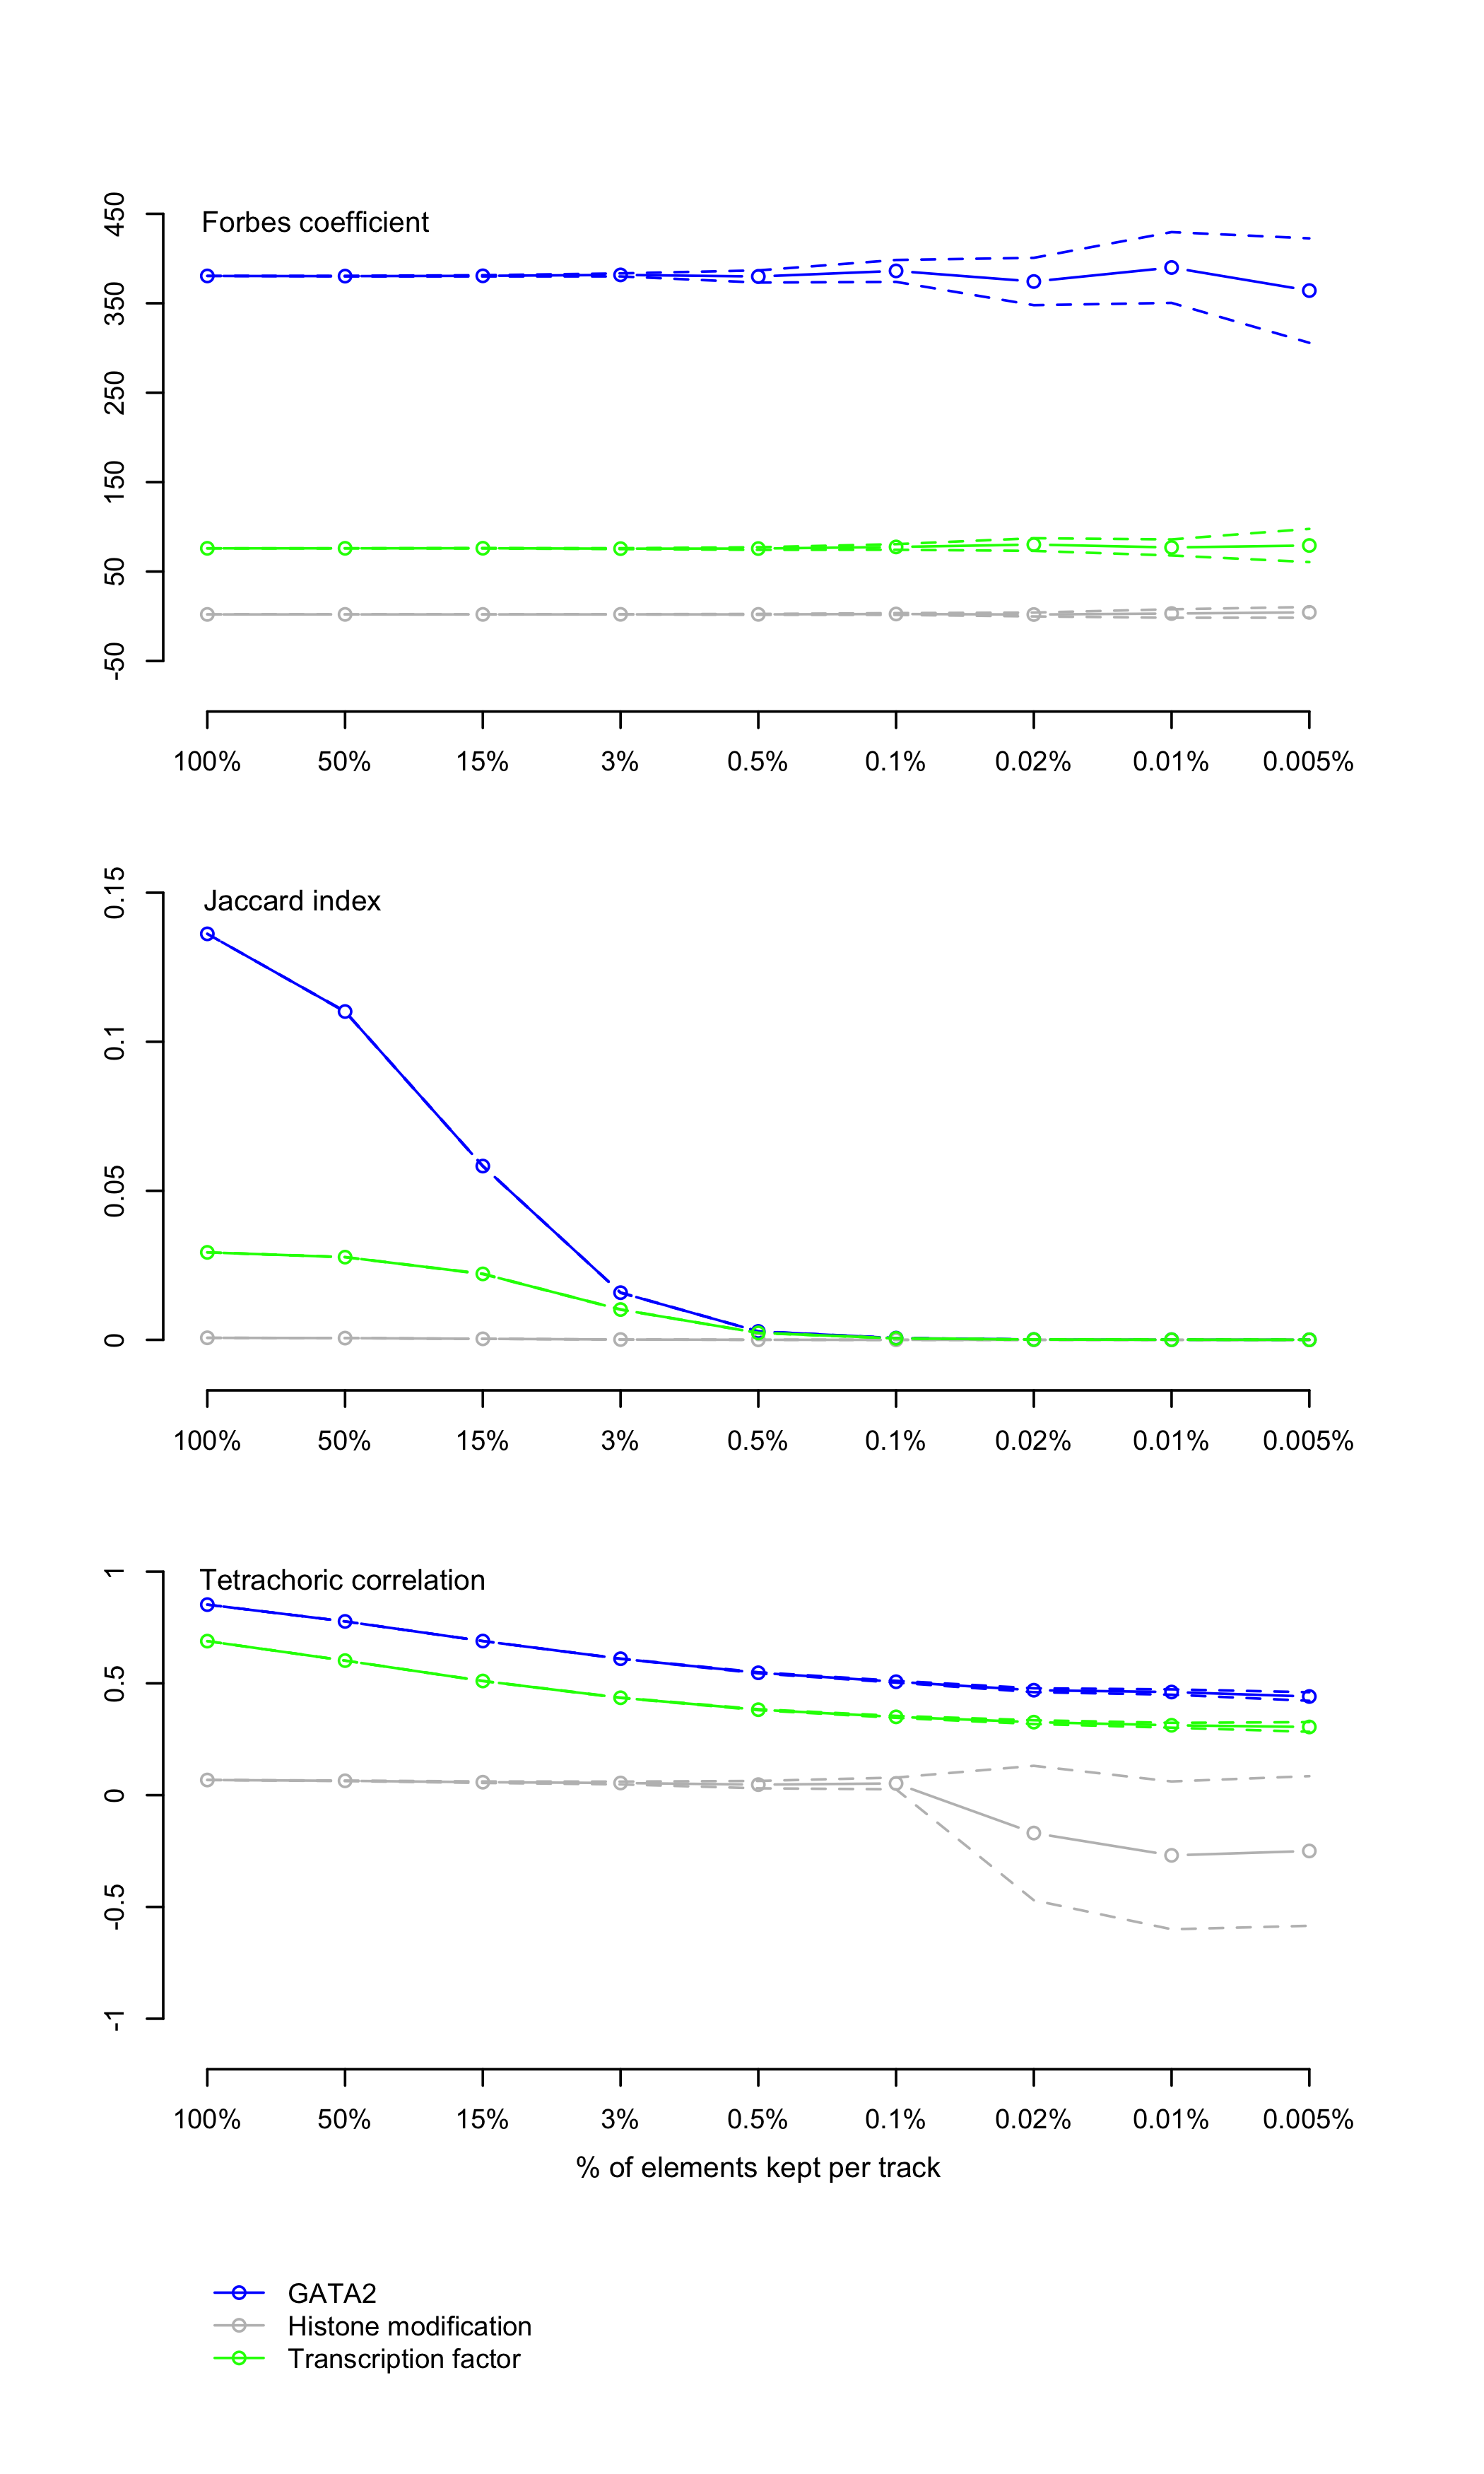 Forbes coefficient
450
350
250
150
50
-50
100% 50% 15% 3% 0.5% 0.1% 0.02% 0.01% 0.005%
Jaccard index
0.15
0.1
0.05
0
100% 50% 15% 3% 0.5% 0.1% 0.02% 0.01% 0.005%
Tetrachoric correlation
1
0.5
0
-0.5
-1
100% 50% 15% 3% 0.5% 0.1% 0.02% 0.01% 0.005%
% of elements kept per track
GATA2
Histone modification
Transcription factor